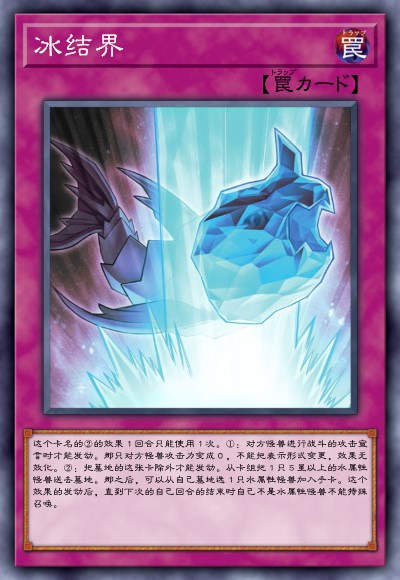 冰结界
トラップ
罠
トラップ
【罠カード】
这个卡名的②的效果1回合只能使用1次。①：对方怪兽进行战斗的攻击宣
言时才能发动。那只对方怪兽攻击力变成0，不能把表示形式变更，效果无
效化。②：把墓地的这张卡除外才能发动。从卡组把1只5星以上的水属性
怪兽送去墓地。那之后，可以从自己墓地选1只水属性怪兽加入手卡。这个
效果的发动后，直到下次的自己回合的结束时自己不是水属性怪兽不能特殊
召唤。